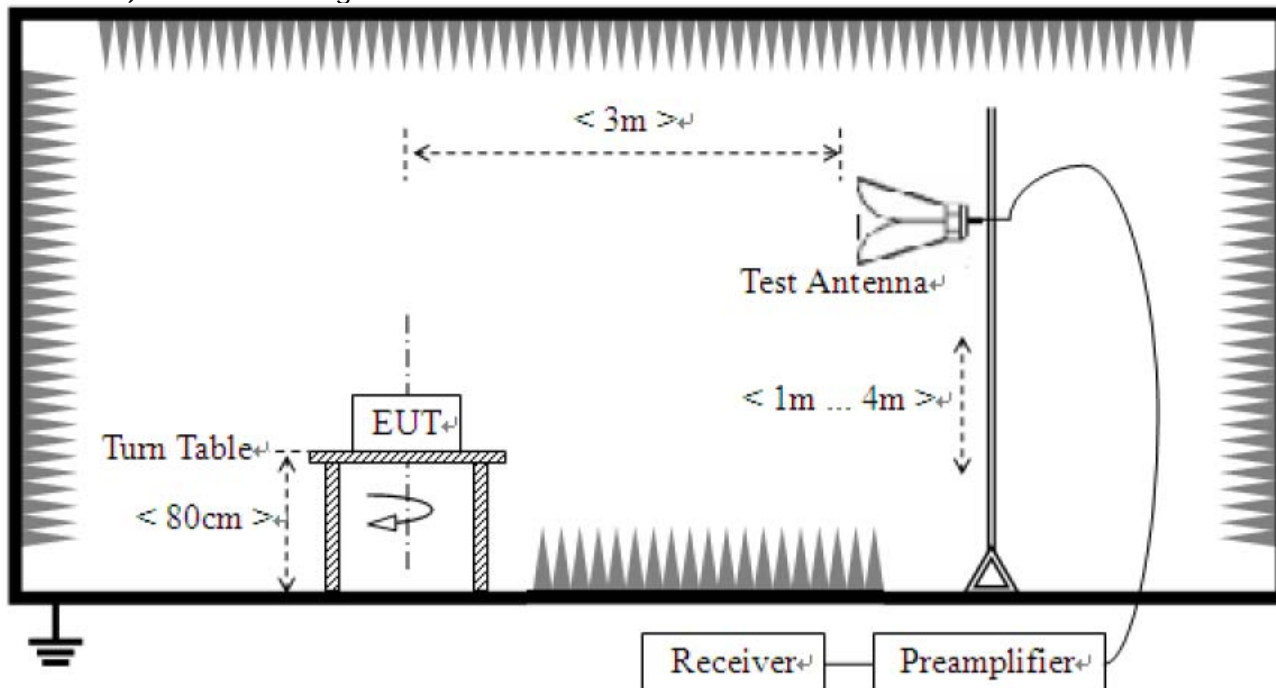 < 3m >↵
Test Antenna↵
< 1m ... 4m >↵
EUT↵
Turn Table↵
< 80cm >↵
Receiver↵
Preamplifier↵